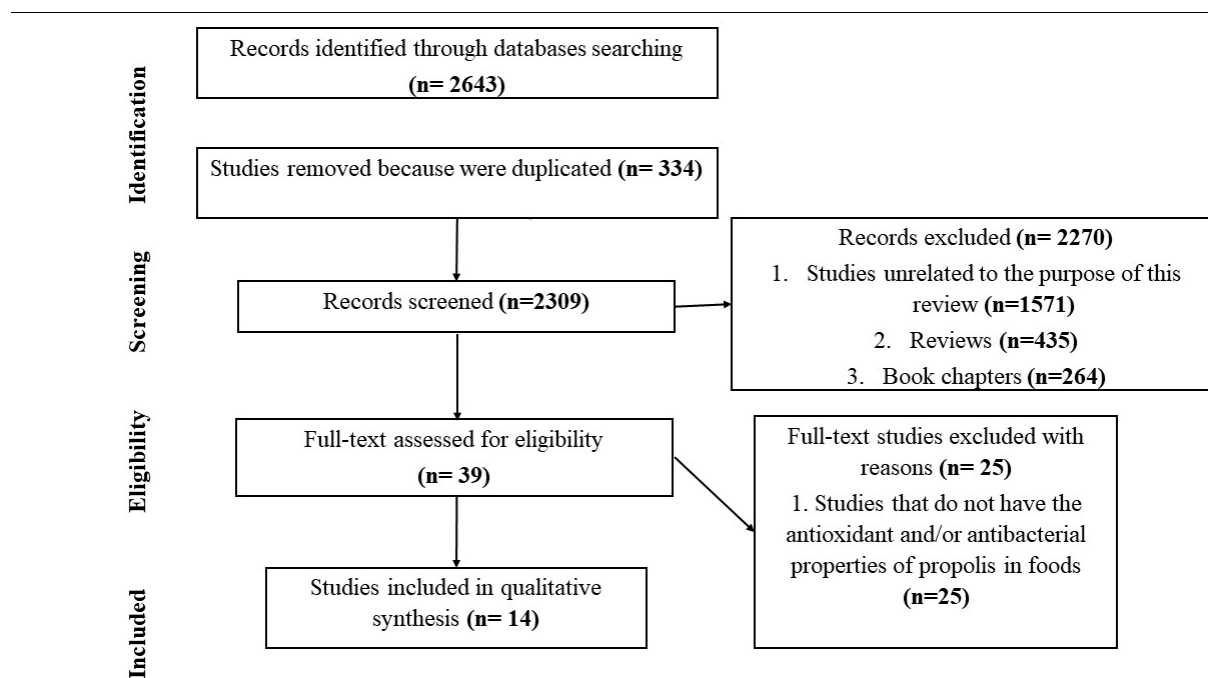 Identification
Records identified through databases searching
(n= 2643)
Studies removed because were duplicated (n= 334)
Screening
Records screened (n=2309)
Records excluded (n= 2270)
1. Studies unrelated to the purpose of this
review (n=1571)
2. Reviews (n=435)
3. Book chapters (n=264)
Eligibility
Full-text assessed for eligibility
(n= 39)
Full-text studies excluded with
reasons (n= 25)
1. Studies that do not have the
antioxidant and/or antibacterial
properties of propolis in foods
(n=25)
Included
Studies included in qualitative
synthesis (n= 14)